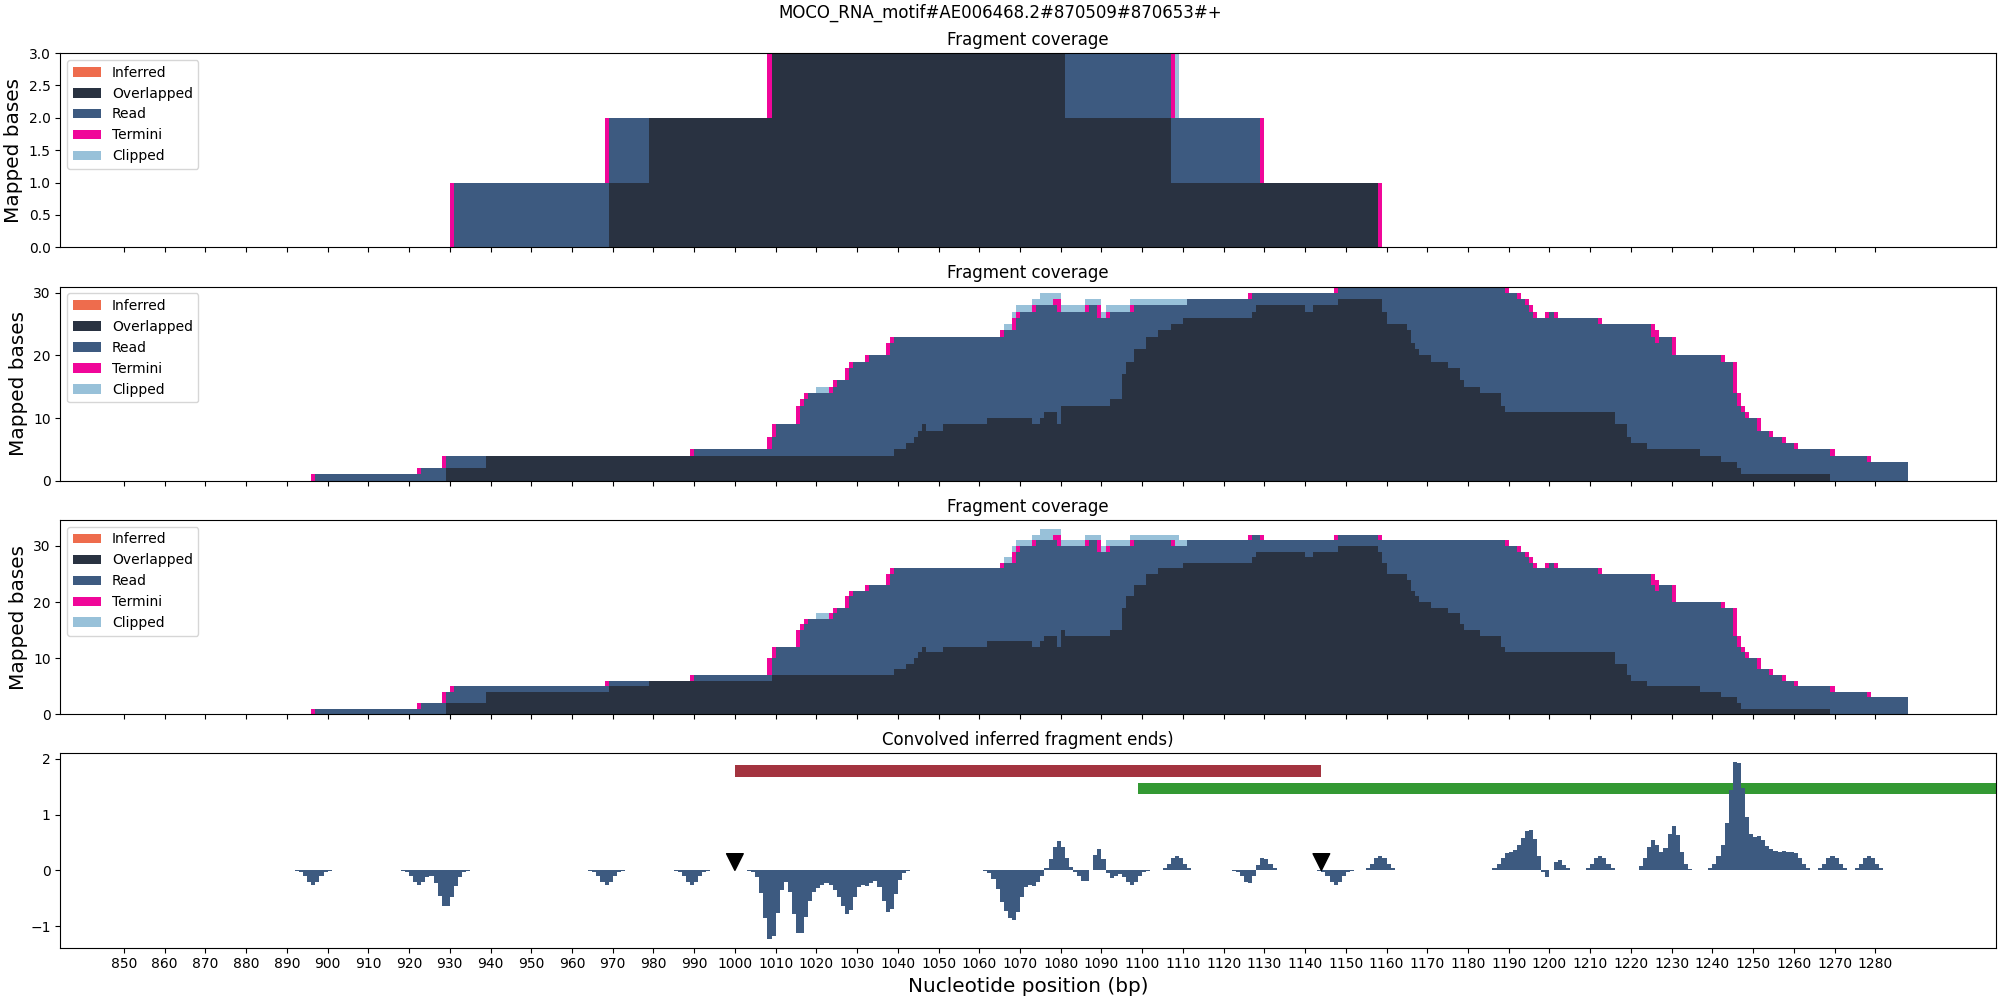 MOCO_RNA_motif#AE006468.2#870509#870653#+
Fragment coverage
Mapped bases
3.0
2.5
2.0
1.5
1.0
0.5
0.0
Inferred
Overlapped
Read
Termini
Clipped
Fragment coverage
Mapped bases
30
20
10
0
Inferred
Overlapped
Read
Termini
Clipped
Fragment coverage
Mapped bases
30
20
10
0
Inferred
Overlapped
Read
Termini
Clipped
Convolved inferred fragment ends)
2
1
0
−1
850 860 870 880 890 900 910 920 930 940 950 960 970 980 990 1000 1010 1020 1030 1040 1050 1060 1070 1080 1090 1100 1110 1120 1130 1140 1150 1160 1170 1180 1190 1200 1210 1220 1230 1240 1250 1260 1270 1280
Nucleotide position (bp)